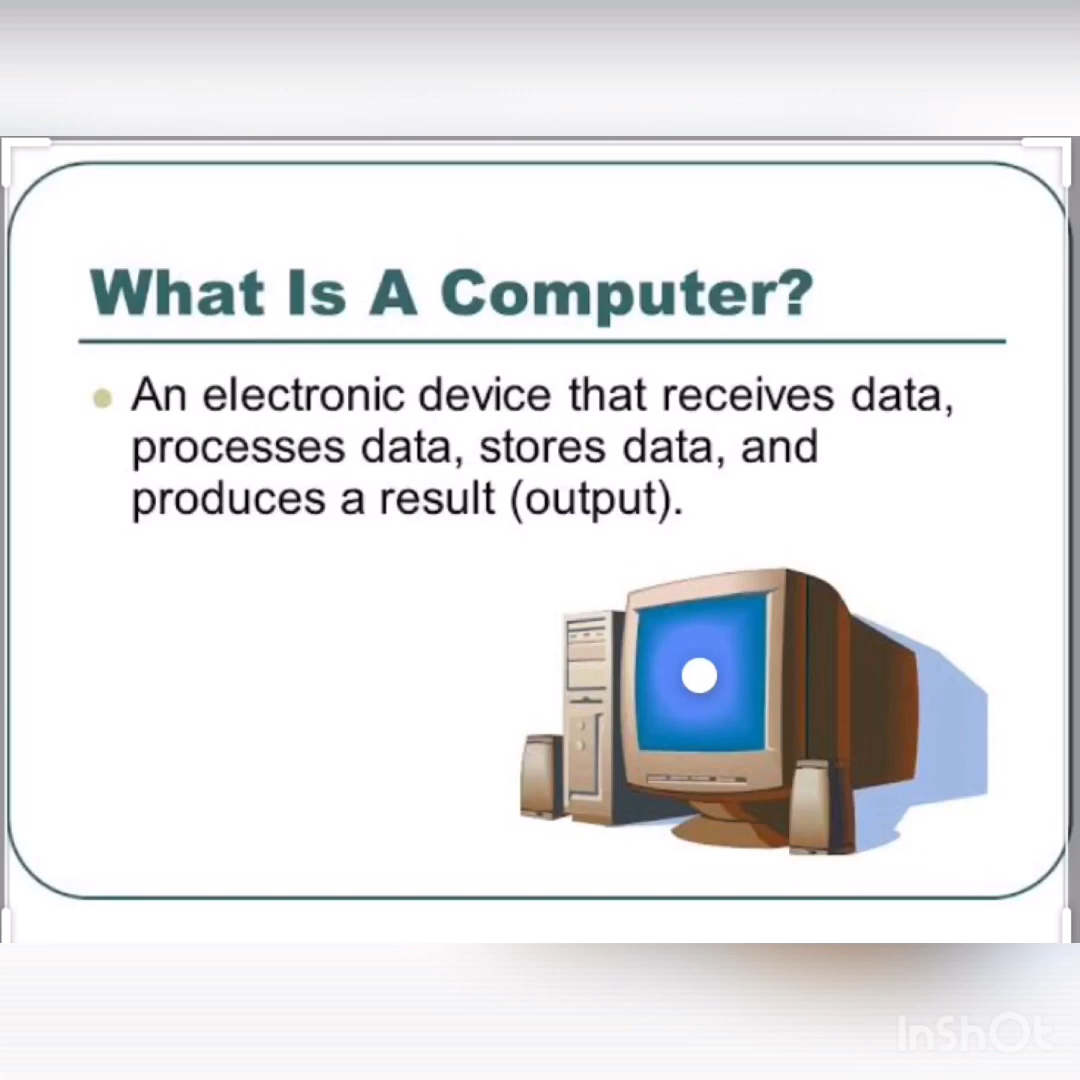 What Is A Computer?
An electronic device that receives data,
processes data, stores data, and
produces a result (output).
InShOt